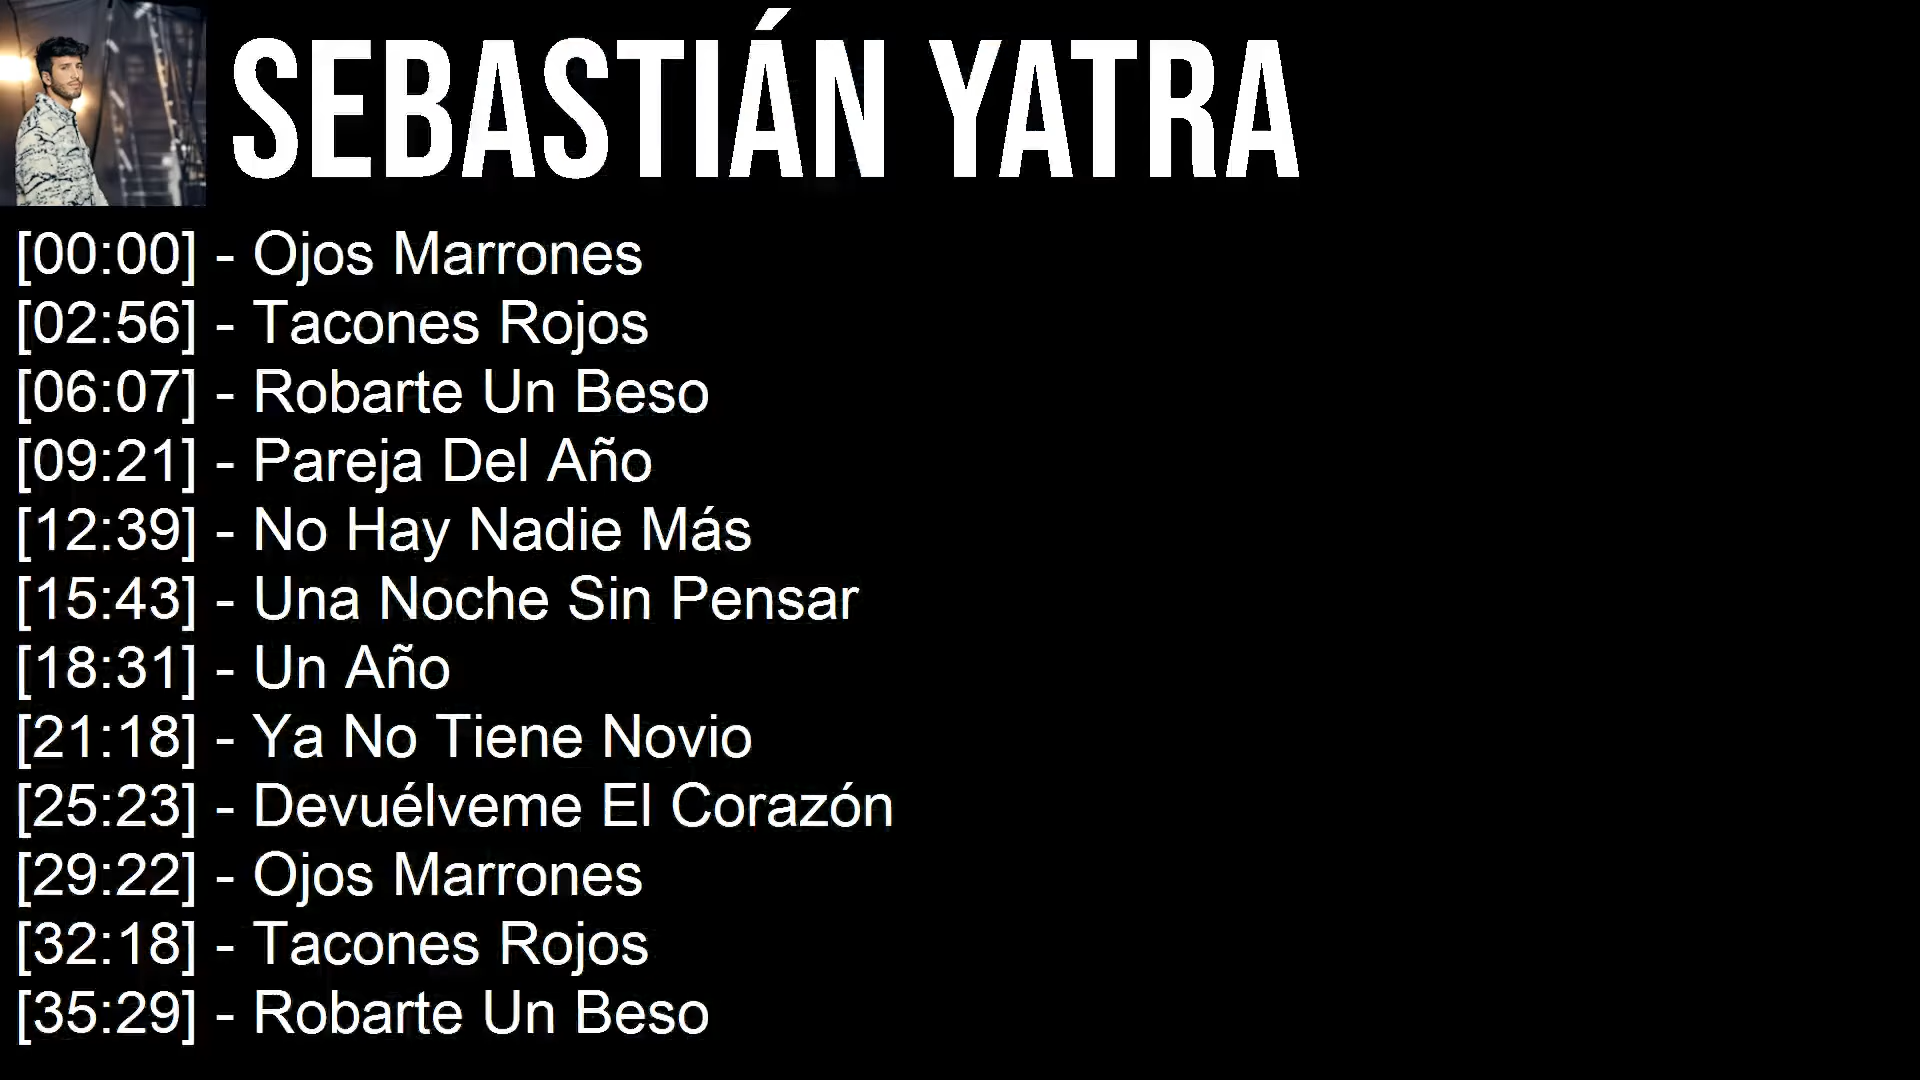 SEBASTIÁN YATRA
[00:00] - Ojos Marrones
[02:56] - Tacones Rojos
[06:07] - Robarte Un Beso
[09:21] - Pareja Del Año
[12:39] - No Hay Nadie Más
[15:43] - Una Noche Sin Pensar
[18:31] - Un Año
[21:18] - Ya No Tiene Novio
[25:23] - Devuélveme El Corazón
[29:22] - Ojos Marrones
[32:18] - Tacones Rojos
[35:29] - Robarte Un Beso